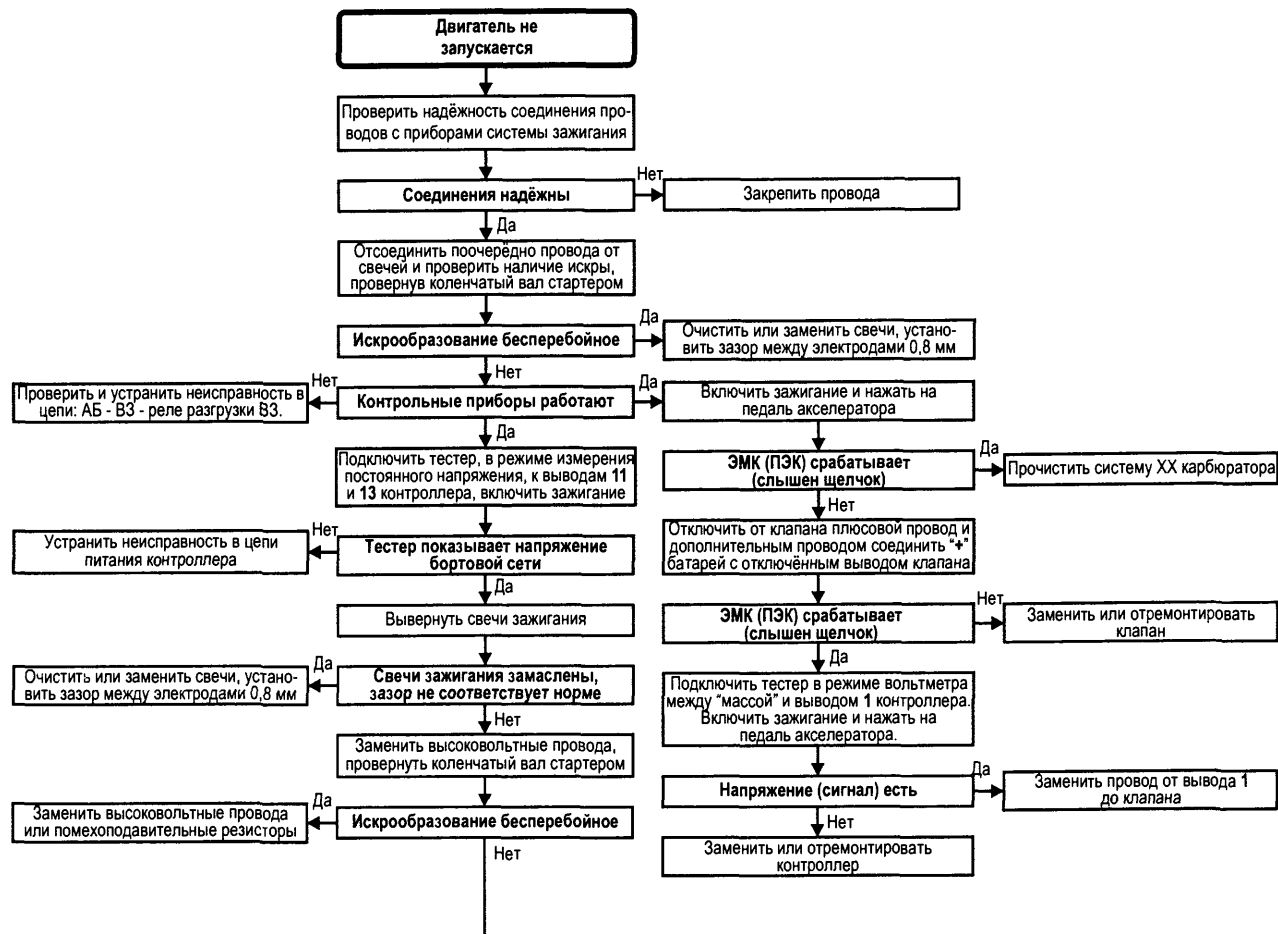 Двигатель не
запускается
Проверить надёжность соединения про-
водов с приборами системы зажигания
Соединения надёжны
Нет
Закрепить провода
Да
Отсоединить поочерёдно провода от
свечей и проверить наличие искры,
провернув коленчатый вал стартером
Искрообразование бесперебойное
Да
Очистить или заменить свечи, устано-
вить зазор между электродами 0,8 мм
Нет
Контрольные приборы работают
Нет
Проверить и устранить неисправность в
цепи: АБ - ВЗ - реле разгрузки ВЗ.
Да
Включить зажигание и нажать на
педаль акселератора
Да
Подключить тестер, в режиме измерения
постоянного напряжения, к выводам 11
и 13 контроллера, включить зажигание
ЭМК (ПЭК) срабатывает
(слышен щелчок)
Да
Прочистить систему ХХ карбюратора
Нет
Отключить от клапана плюсовой провод и
дополнительным проводом соединить "+"
батарей с отключённым выводом клапана
Тестер показывает напряжение
бортовой сети
Нет
Устранить неисправность в цепи
питания контроллера
Да
Вывернуть свечи зажигания
ЭМК (ПЭК) срабатывает
(слышен щелчок)
Нет
Заменить или отремонтировать
клапан
Да
Свечи зажигания замаслены,
зазор не соответствует норме
Да
Очистить или заменить свечи, устано-
вить зазор между электродами 0,8 мм
Подключить тестер в режиме вольтметра
между "массой" и выводом 1 контроллера.
Включить зажигание и нажать на
педаль акселератора.
Нет
Заменить высоковольтные провода,
провернуть коленчатый вал стартером
Напряжение (сигнал) есть
Да
Заменить провод от вывода 1
до клапана
Искрообразование бесперебойное
Да
Заменить высоковольтные провода
или помехоподавительные резисторы
Нет
Нет
Заменить или отремонтировать
контроллер